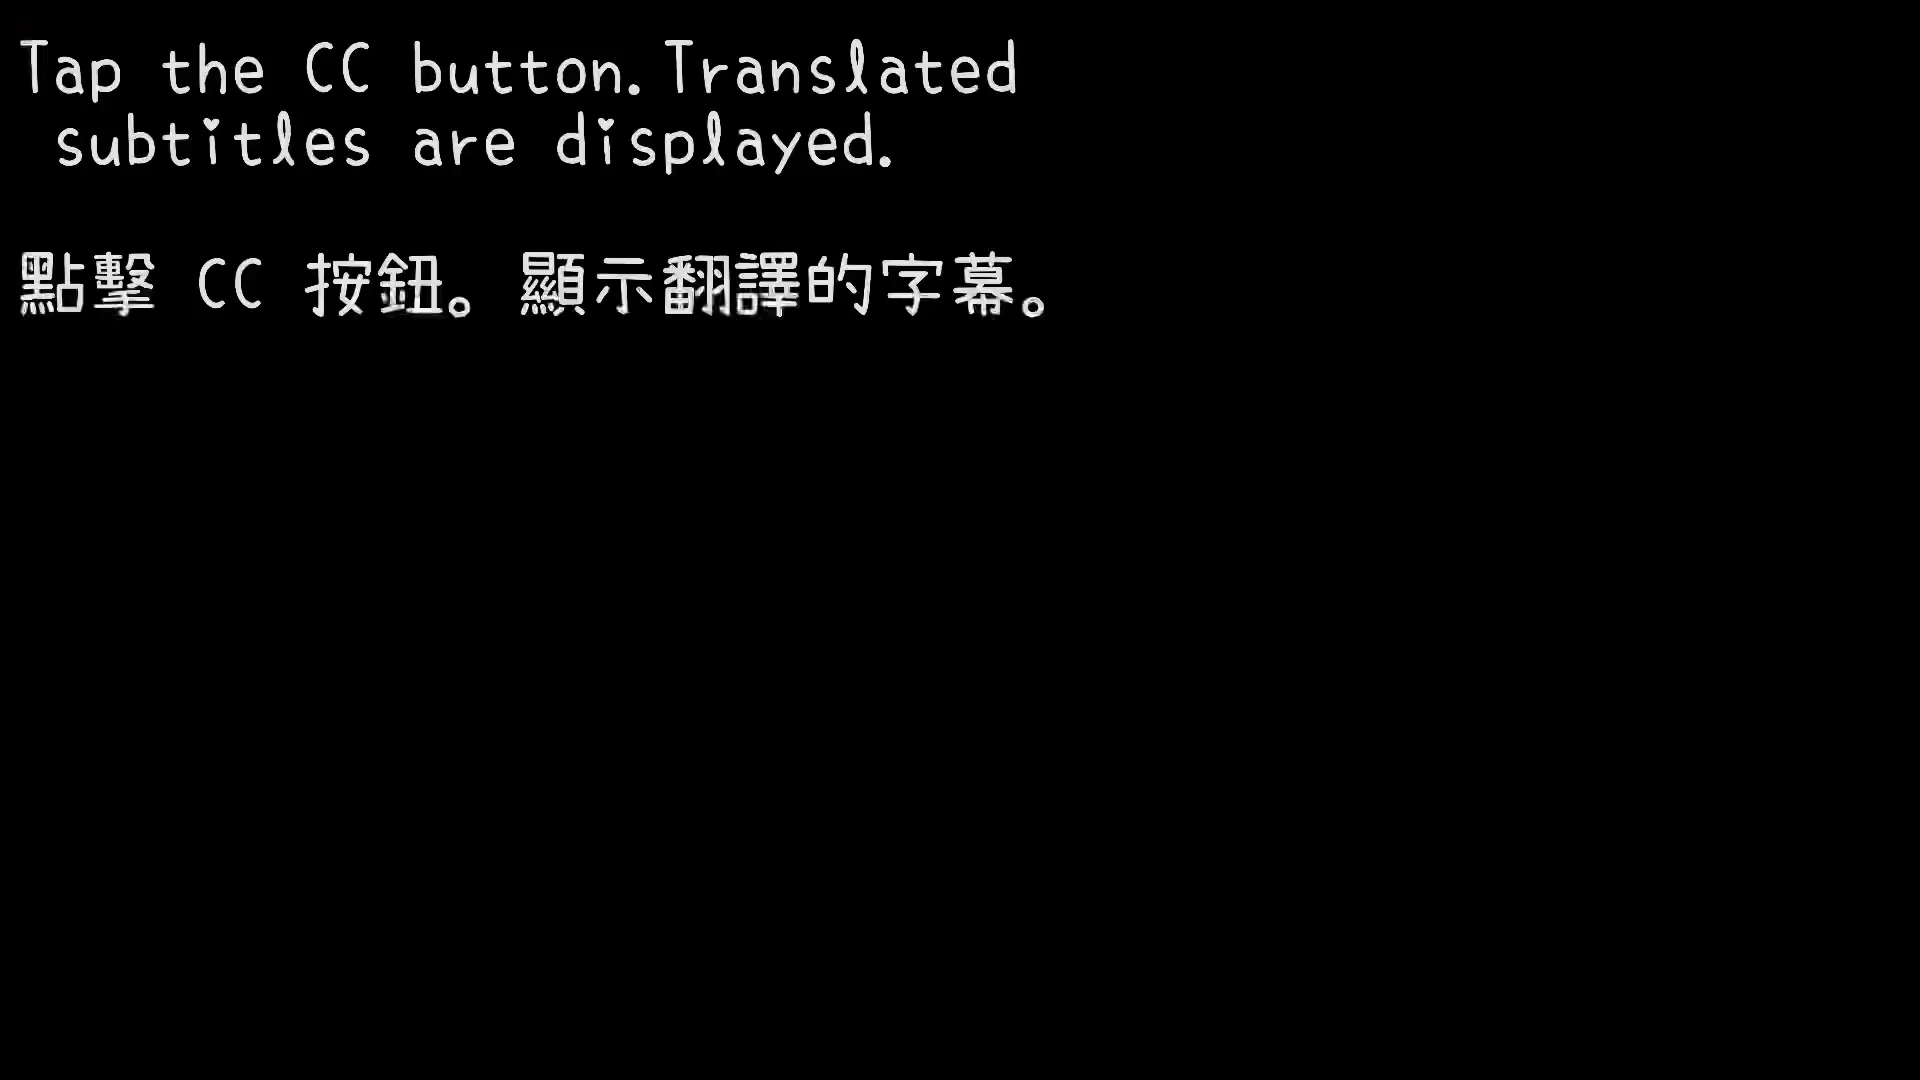 Tap the CC button. Translated
subtitles are displayed.
點擊 CC 按鈕。顯示翻譯的字幕。